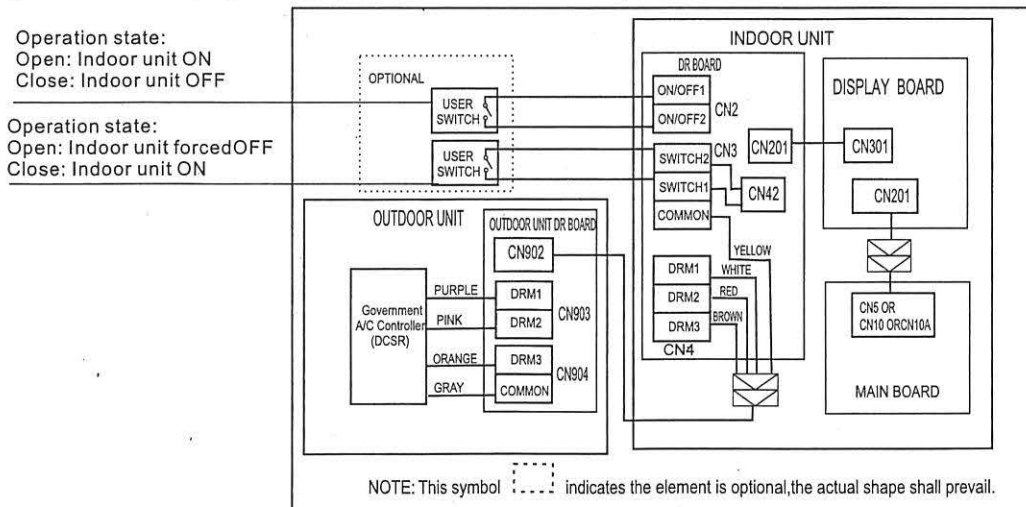 Operation state:
Open: Indoor unit ON
Close: Indoor unit OFF
Operation state:
Open: Indoor unit forcedOFF
Close: Indoor unit ON
OPTIONAL
USER
SWITCH
USER
SWITCH
INDOOR UNIT
DR BOARD
ON/OFF1
ON/OFF2
CN2
SWITCH2
SWITCH1
COMMON
CN3
CN201
CN42
DISPLAY BOARD
CN301
CN201
YELLOW
WHITE
RED
BROWN
DRM1
DRM2
DRM3
CN4
CN5 OR
CN10 ORCN10A
MAIN BOARD
OUTDOOR UNIT
OUTDOOR UNIT DR BOARD
CN902
Government
A/C Controller
(DCSR)
PURPLE
PINK
ORANGE
GRAY
DRM1
DRM2
CN903
DRM3
COMMON
CN904
NOTE: This symbol indicates the element is optional,the actual shape shall prevail.